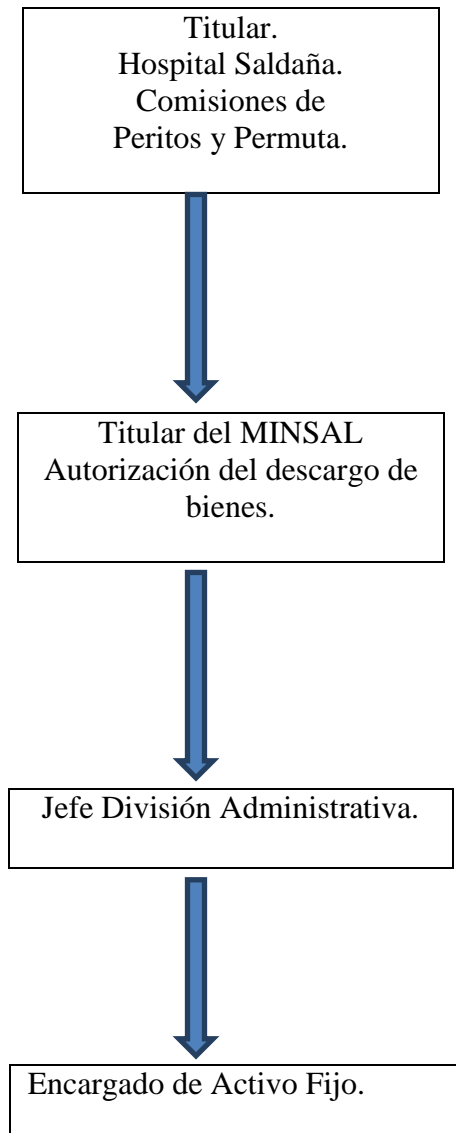 Titular.
Hospital Saldaña.
Comisiones de
Peritos y Permuta.
Titular del MINSAL
Autorización del descargo de
bienes.
Jefe División Administrativa.
Encargado de Activo Fijo.